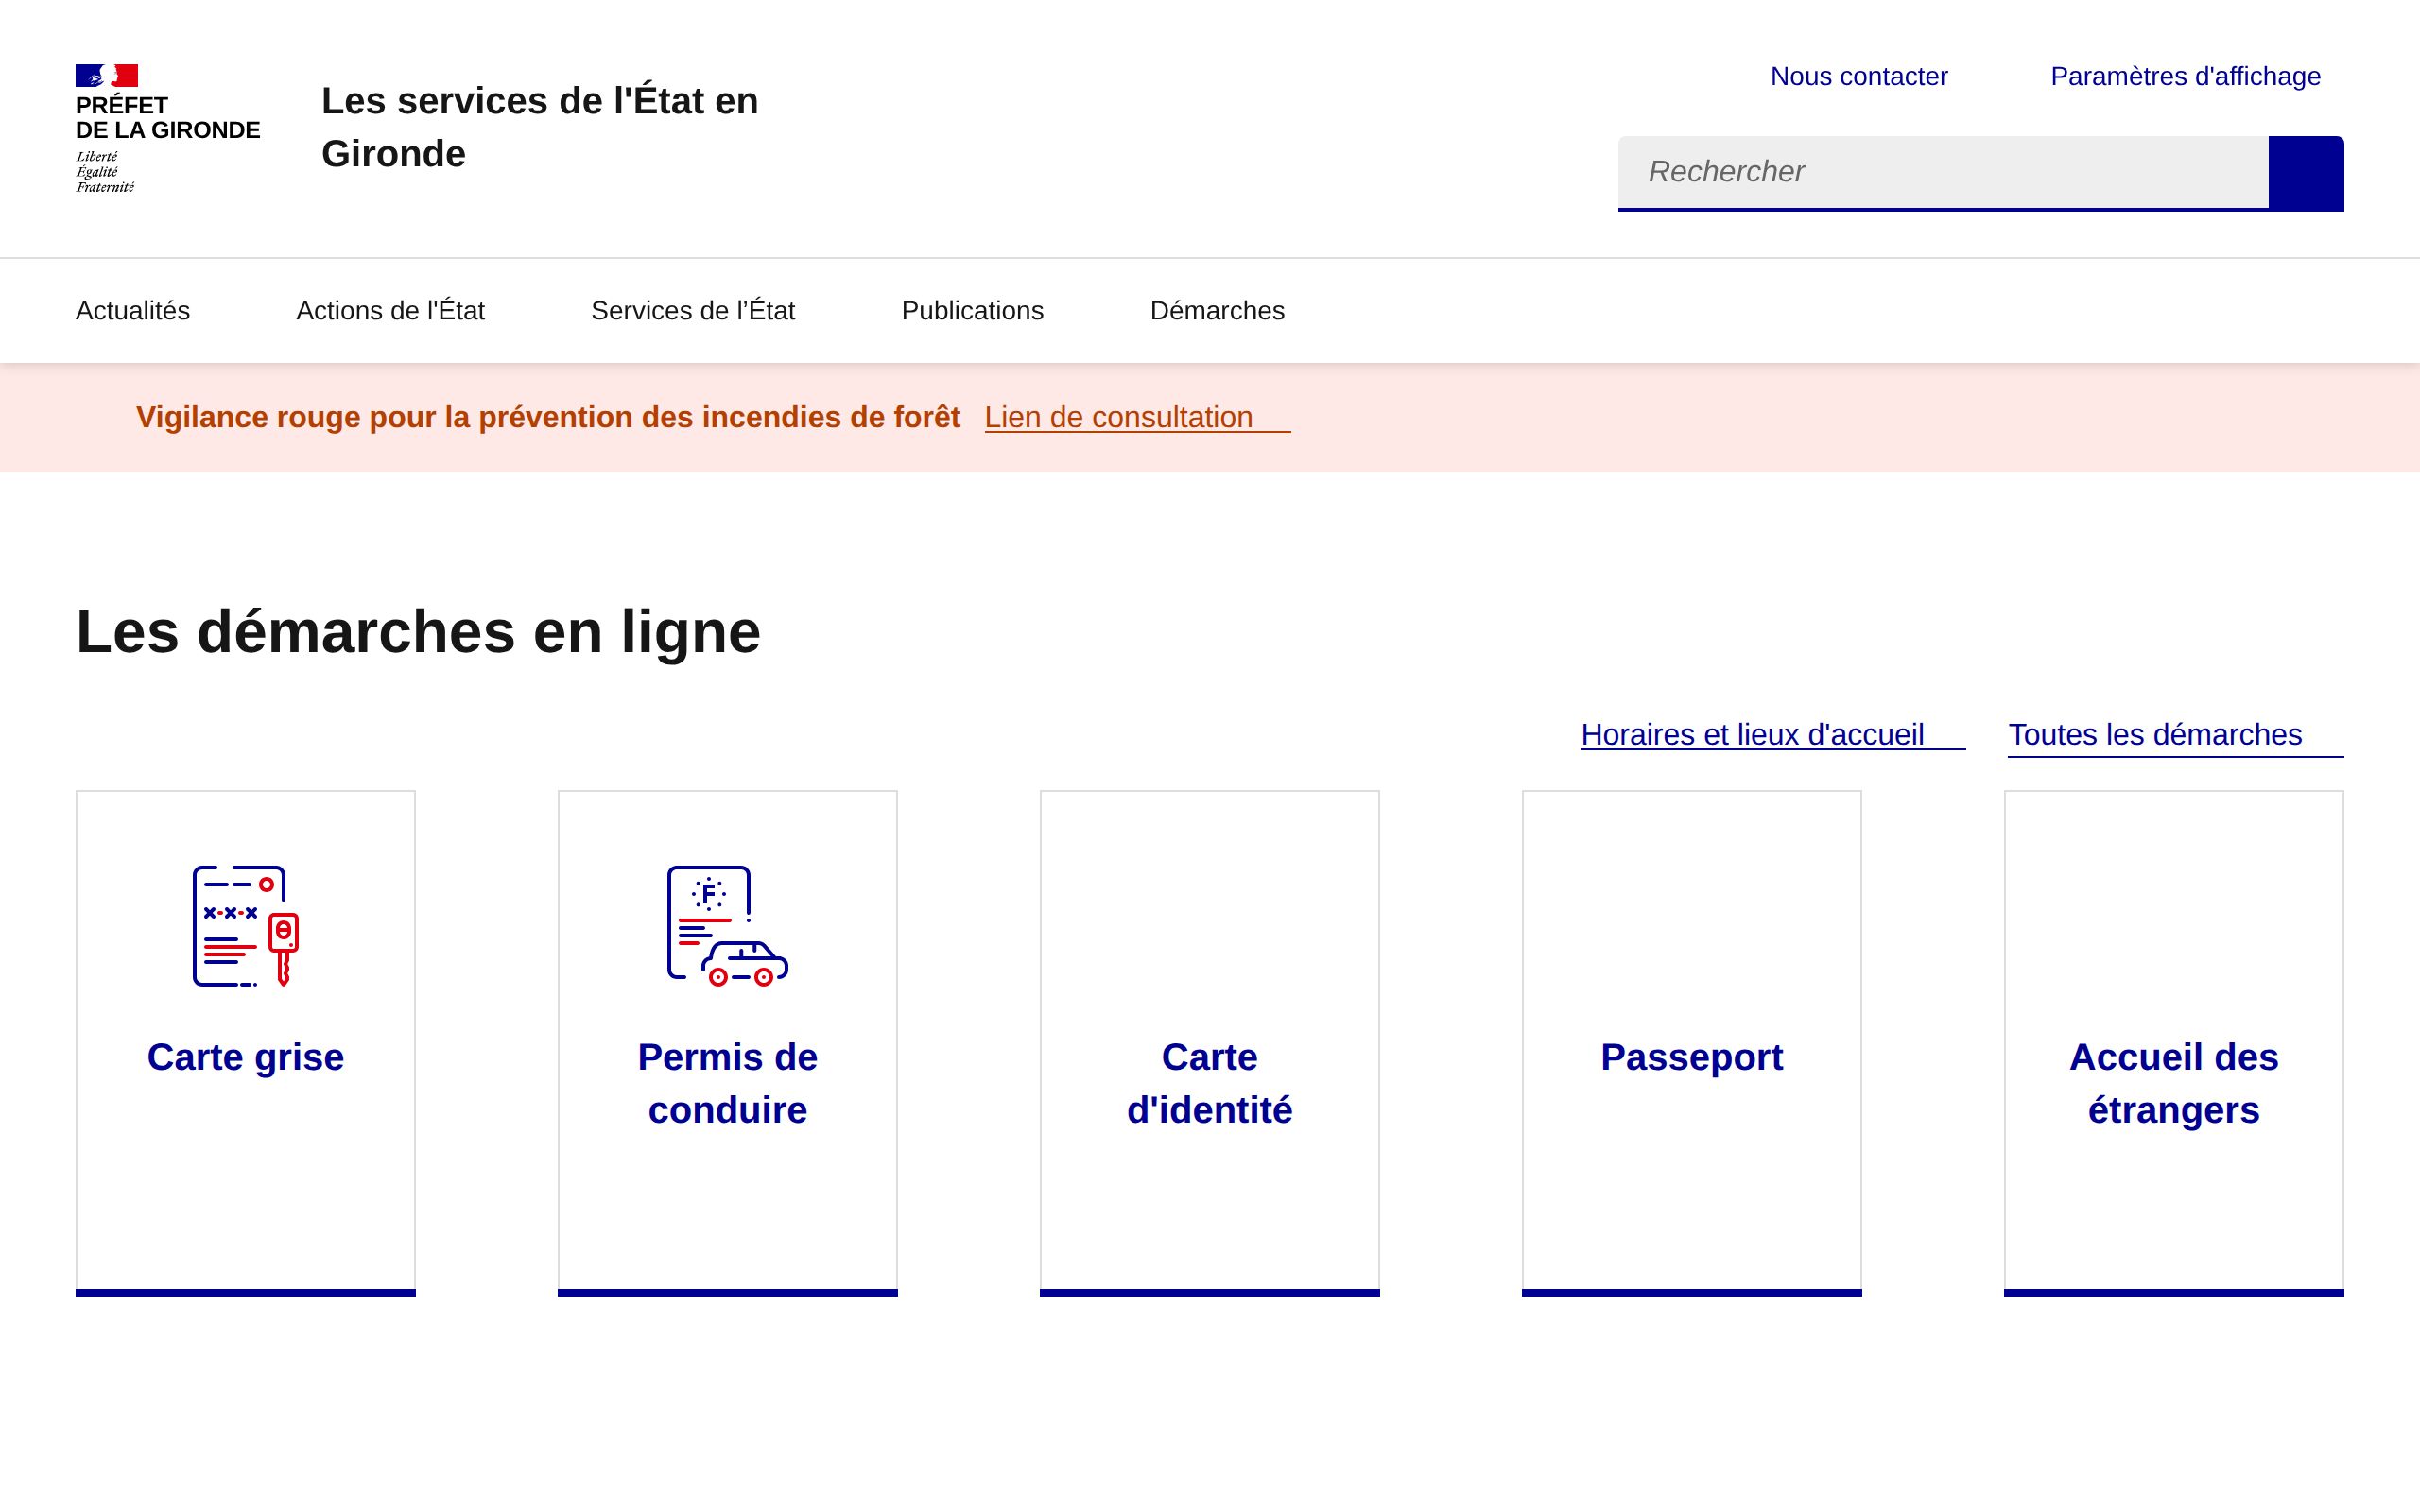 PRÉFET
DE LA GIRONDE
Liberté
Égalité
Fraternité
Les services de l'État en
Gironde
Nous contacter
Paramètres d'affichage
Rechercher
Actualités
Actions de l'État
Services de l’État
Publications
Démarches
Vigilance rouge pour la prévention des incendies de forêt Lien de consultation
Les démarches en ligne
Horaires et lieux d'accueil
Toutes les démarches
F
Carte grise
Permis de
conduire
Carte
d'identité
Passeport
Accueil des
étrangers